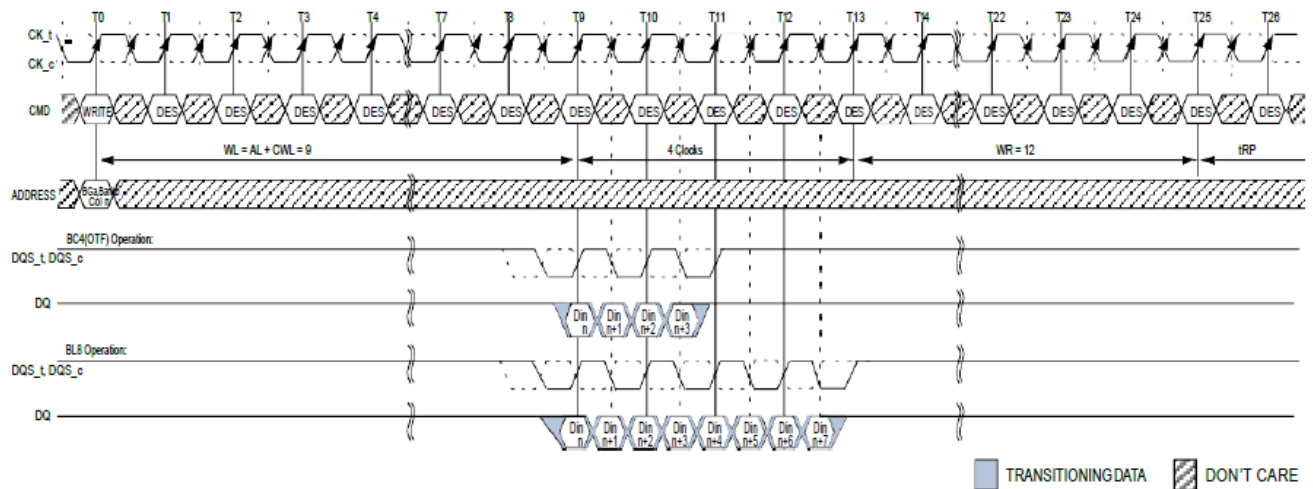 T0 T1 T2 T3 T4 T7 T8 T9 T10 T11 T12 T13 T14 T22 T23 T24 T25 T26
CK_t
CK_c
CMD WRITE DES DES DES DES DES DES DES DES DES DES DES DES DES DES DES DES DES
WL = AL + CWL = 9 4 Clocks WR = 12 tRP
ADDRESS BGa,Bank
Col n
BC4(OTF) Operation:
DQS_t, DQS_c
DQ Din Din Din Din
n n+1 n+2 n+3
BL8 Operation:
DQS_t, DQS_c
DQ Din Din Din Din Din Din Din Din
n n+1 n+2 n+3 n+4 n+5 n+6 n+7
TRANSITIONING DATA DON'T CARE